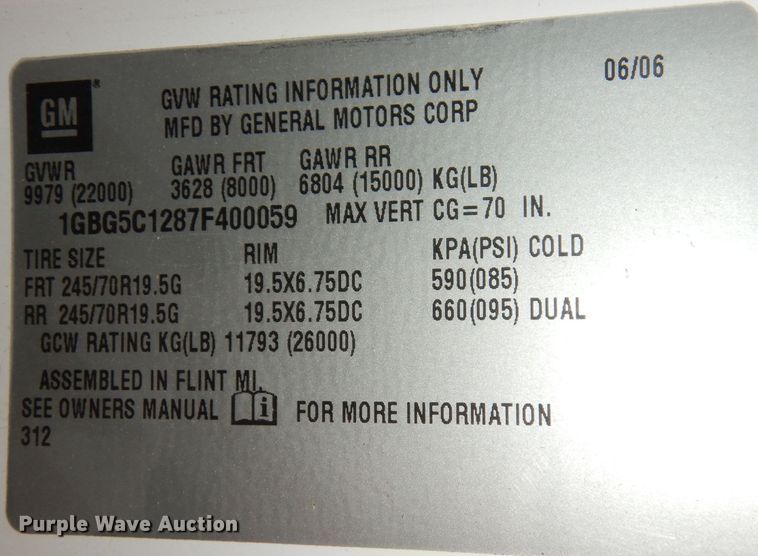 GM®
GVW RATING INFORMATION ONLY 06/06
MFD BY GENERAL MOTORS CORP
GVWR GAWR FRT GAWR RR
9979 (22000) 3628 (8000) 6804 (15000) KG(LB)
1GBG5C1287F400059 MAX VERT CG=70 IN.
TIRE SIZE RIM KPA(PSI) COLD
FRT 245/70R19.5G 19.5X6.75DC 590(085)
RR 245/70R19.5G 19.5X6.75DC 660(095) DUAL
GCW RATING KG(LB) 11793 (26000)
ASSEMBLED IN FLINT MI.
SEE OWNERS MANUAL i FOR MORE INFORMATION
312
Purple Wave Auction